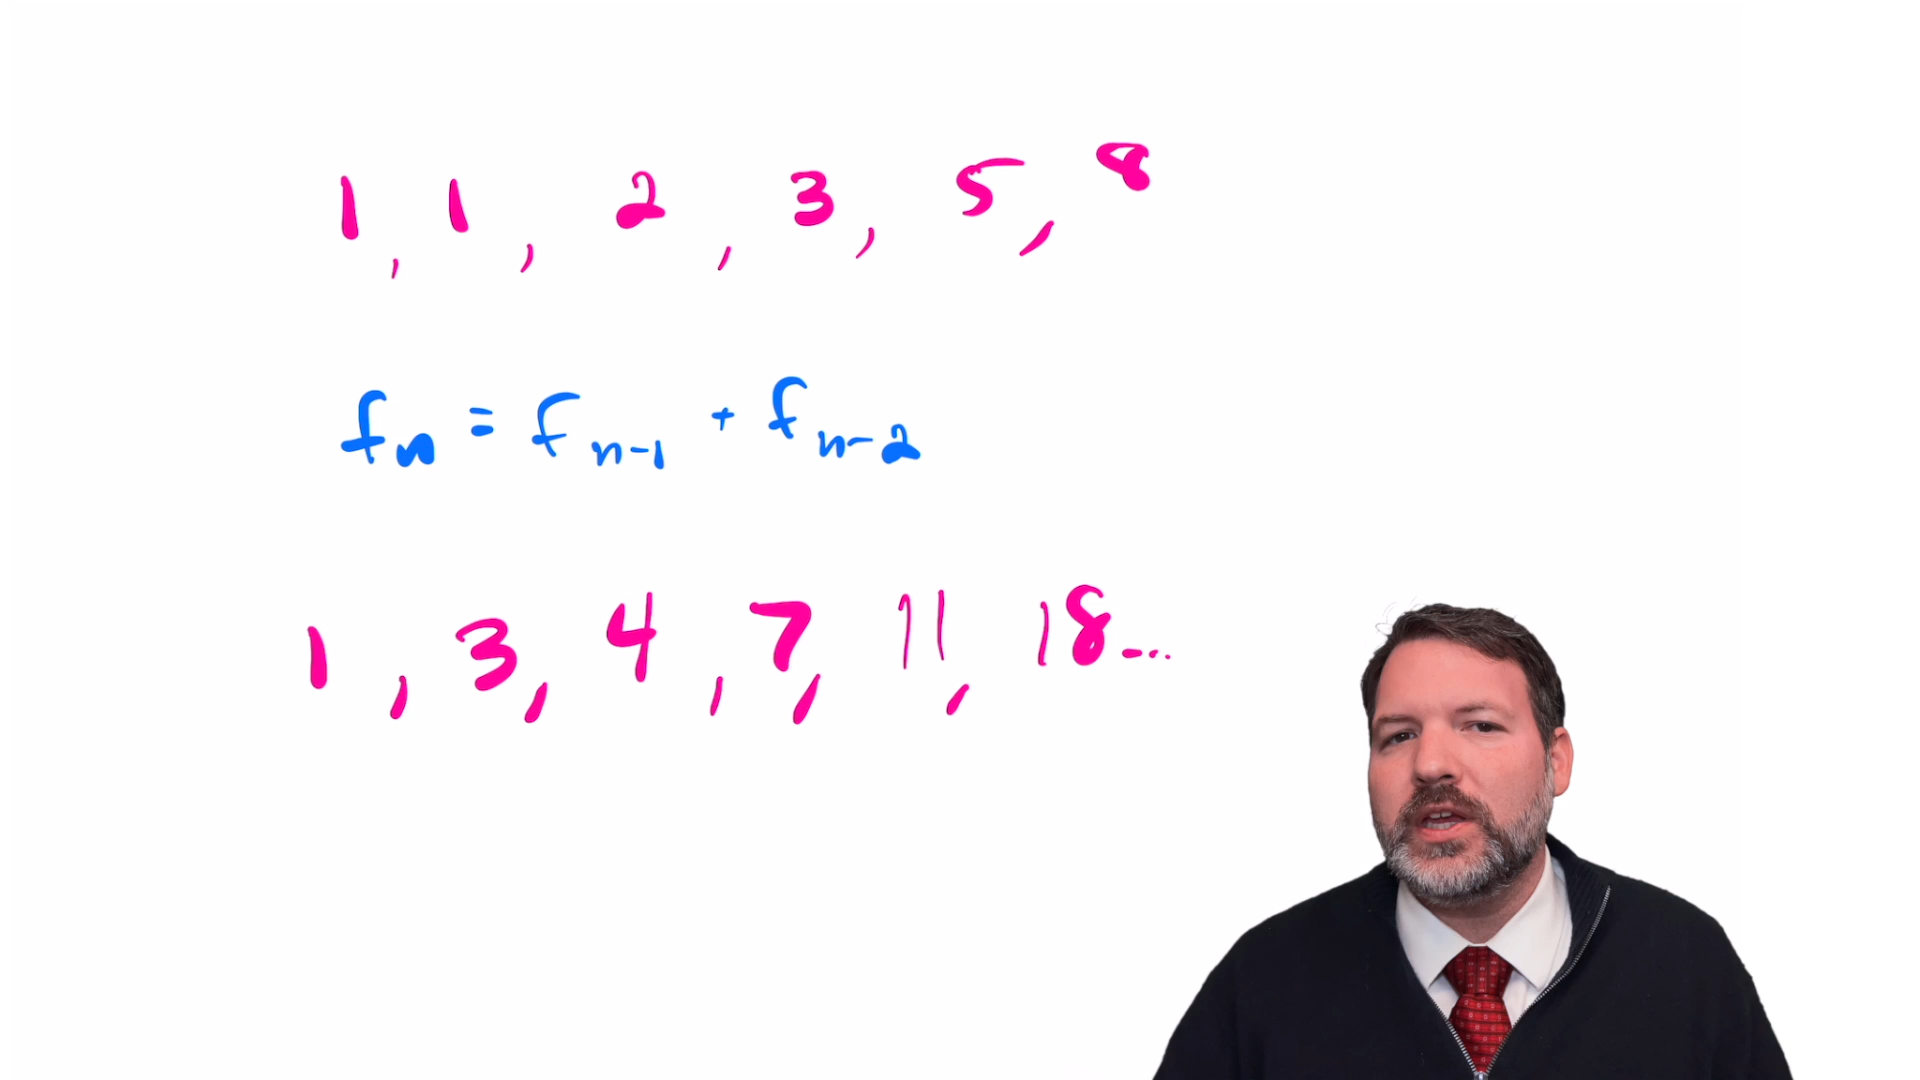 1, 1, 2, 3, 5, 8
fn = fn-1 + fn-2
1, 3, 4, 7, 11, 18...